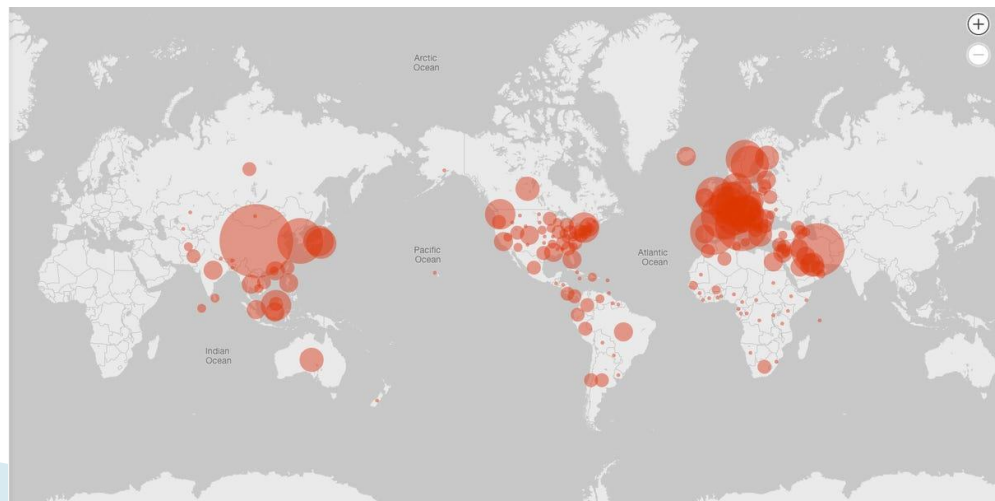 Arctic
Ocean
Pacific
Ocean
Atlantic
Ocean
Indian
Ocean